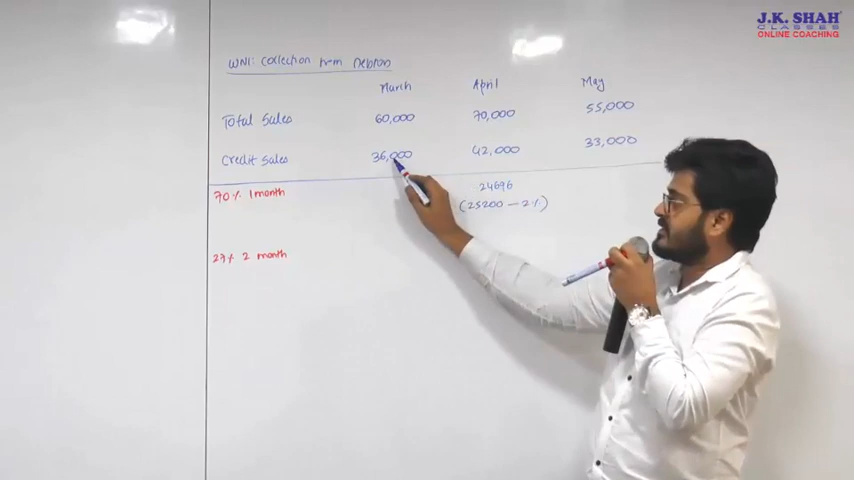 J.K. SHAH
CLASSES
ONLINE COACHING
WN1: Collection from Debtors
March April May
Total Sales 60,000 70,000 55,000
Credit Sales 36,000 42,000 33,000
70% 1 month 24696
(25200 - 2%)
27% 2 month